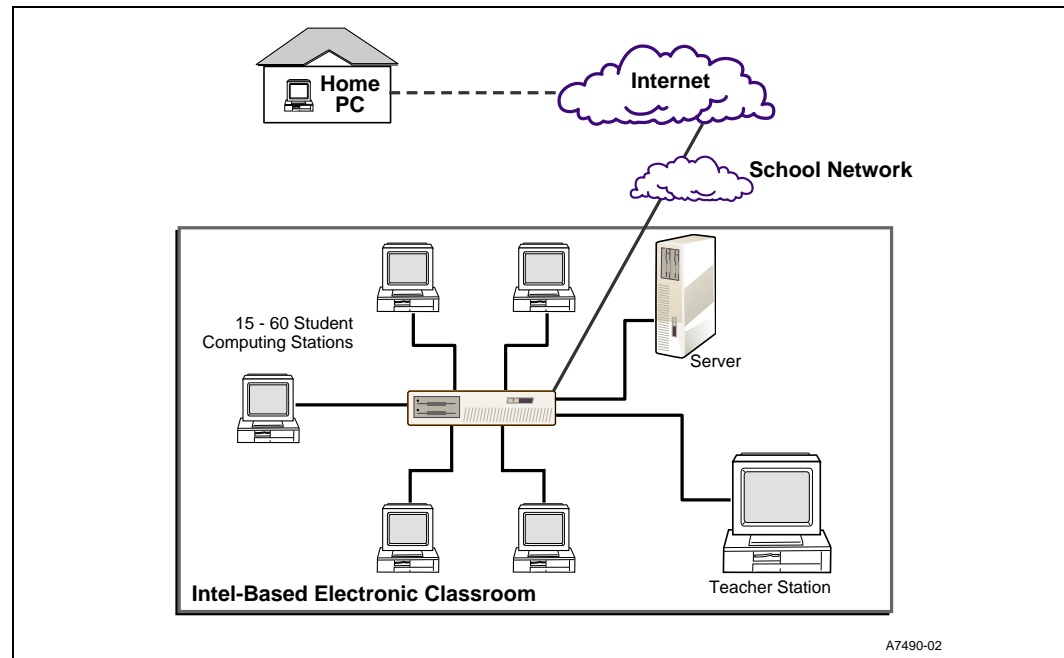 Home
PC
Internet
School Network
15 - 60 Student
Computing Stations
Server
Teacher Station
Intel-Based Electronic Classroom
A7490-02